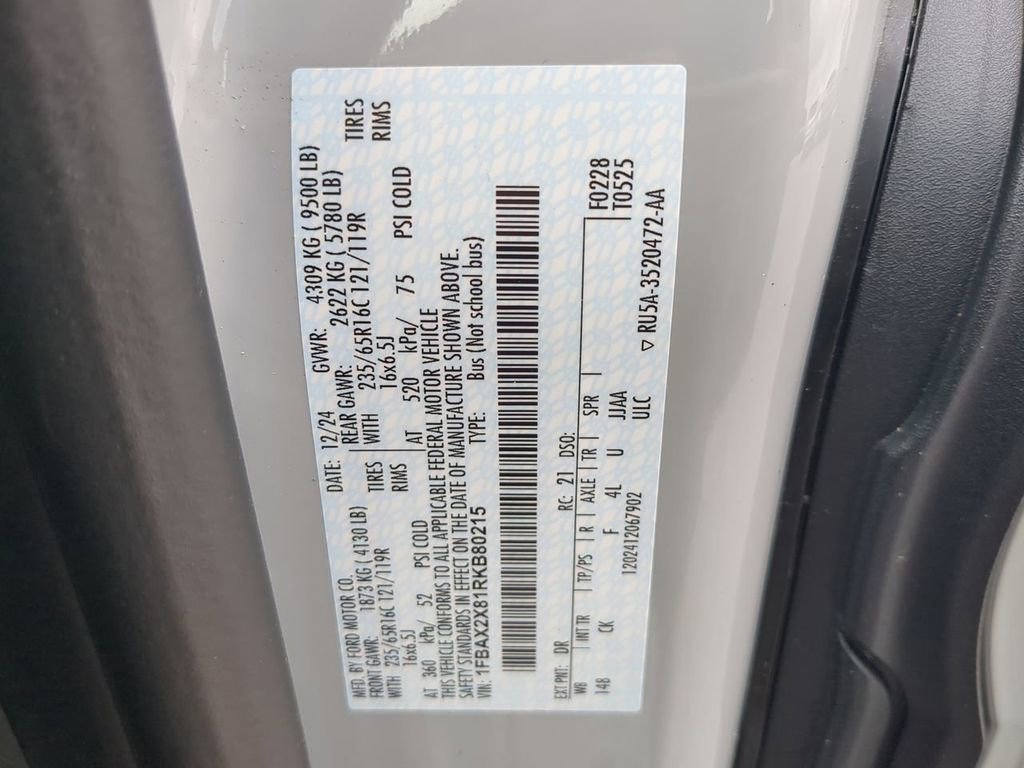 MFD. BY FORD MOTOR CO.
DATE: 12/24 GVWR: 4309 KG ( 9500 LB)
FRONT GAWR: 1873 KG ( 4130 LB) REAR GAWR: 2622 KG ( 5780 LB)
WITH 235/65R16C 121/119R TIRES WITH 235/65R16C 121/119R TIRES
16x6.5J RIMS 16x6.5J RIMS
AT 360 kPa/ 52 PSI COLD AT 520 kPa/ 75 PSI COLD
THIS VEHICLE CONFORMS TO ALL APPLICABLE FEDERAL MOTOR VEHICLE
SAFETY STANDARDS IN EFFECT ON THE DATE OF MANUFACTURE SHOWN ABOVE.
VIN: 1FBAX2X81RKB80215 TYPE: Bus (Not school bus)
EXT PNT: DR RC: 21 DSO: F0228
WB INT TR TP/PS R AXLE TR SPR T0525
148 CK F 4L U JJAA
1202412067902 ULC
▽ RU5A-3520472-AA